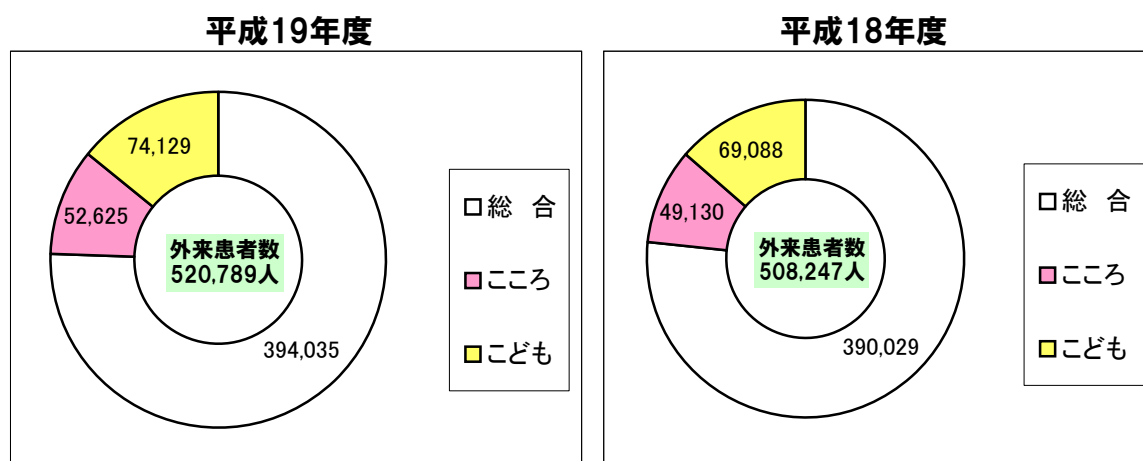 平成19年度
74,129
52,625
外来患者数
520,789人
394,035
総　合
こころ
こども
平成18年度
69,088
49,130
外来患者数
508,247人
390,029
総　合
こころ
こども